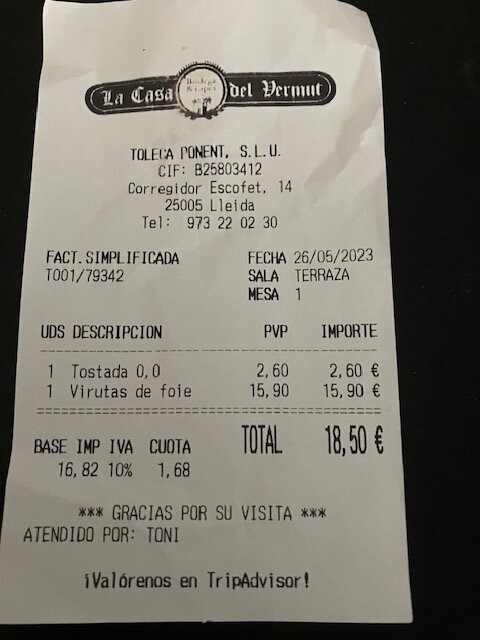 La Casa del Vermut
Bodega
& Tapes
TOLECA PONENT, S.L.U.
CIF: B25803412
Corregidor Escofet, 14
25005 Lleida
Tel: 973 22 02 30
FACT.SIMPLIFICADA FECHA 26/05/2023
T001/79342 SALA TERRAZA
MESA 1
UDS DESCRIPCION PVP IMPORTE
1 Tostada 0,0 2,60 2,60 €
1 Virutas de foie 15,90 15,90 €
BASE IMP IVA CUOTA TOTAL 18,50 €
16,82 10% 1,68
*** GRACIAS POR SU VISITA ***
ATENDIDO POR: TONI
¡Valórenos en TripAdvisor!